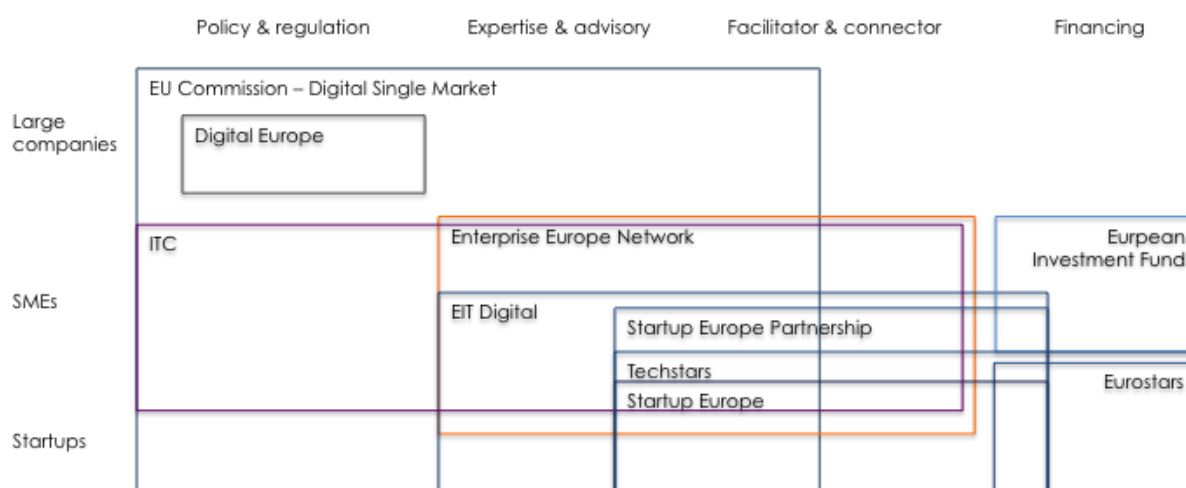 Policy & regulation
Expertise & advisory
Facilitator & connector
Financing
EU Commission – Digital Single Market
Large
companies
Digital Europe
ITC
Enterprise Europe Network
Eurpean
Investment Fund
SMEs
EIT Digital
Startup Europe Partnership
Techstars
Eurostars
Startup Europe
Startups